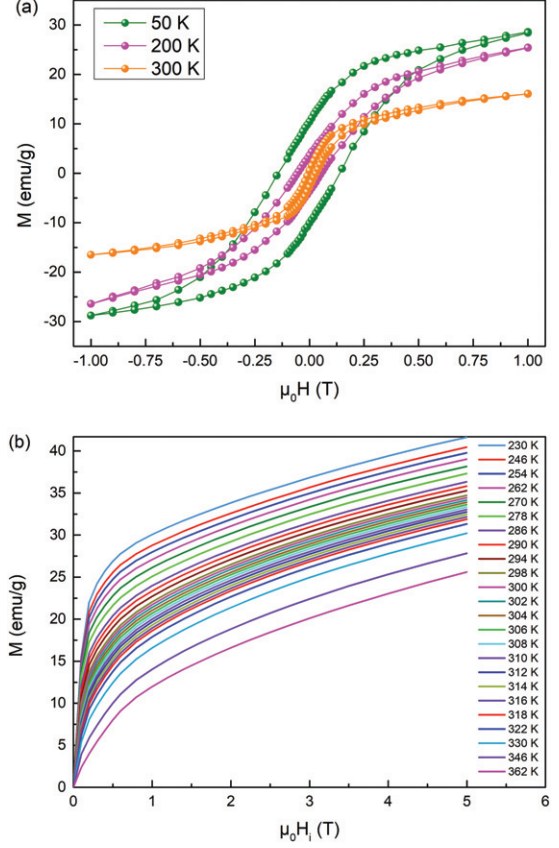 (a)
50 K
200 K
300 K
30
20
10
0
-10
-20
-30
M (emu/g)
-1.00 -0.75 -0.50 -0.25 0.00 0.25 0.50 0.75 1.00
μ₀H (T)
(b)
40
35
30
25
20
15
10
5
0
M (emu/g)
230 K
246 K
254 K
262 K
270 K
278 K
286 K
290 K
294 K
298 K
300 K
302 K
304 K
306 K
308 K
310 K
312 K
314 K
316 K
318 K
322 K
330 K
346 K
362 K
0 1 2 3 4 5 6
μ₀Hᵢ (T)